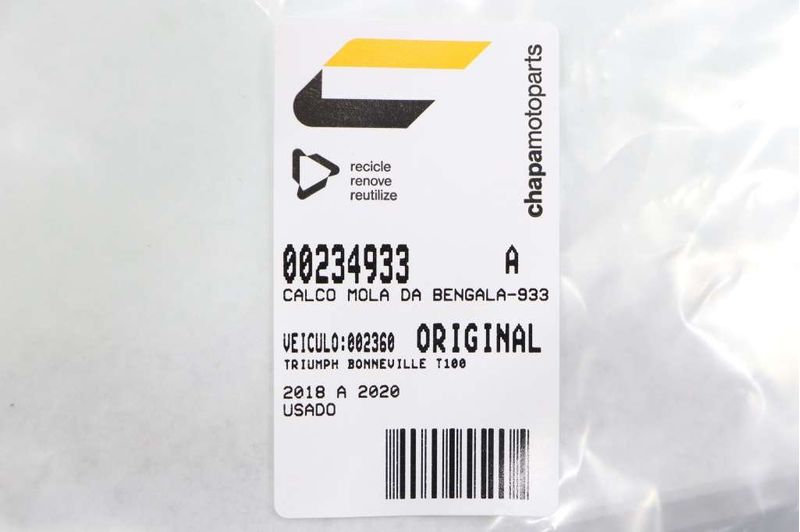 chapamotoparts
recicle
renove
reutilize
00234933 A
CALCO MOLA DA BENGALA-933
VEICULO:002360 ORIGINAL
TRIUMPH BONNEVILLE T100
2018 A 2020
USADO